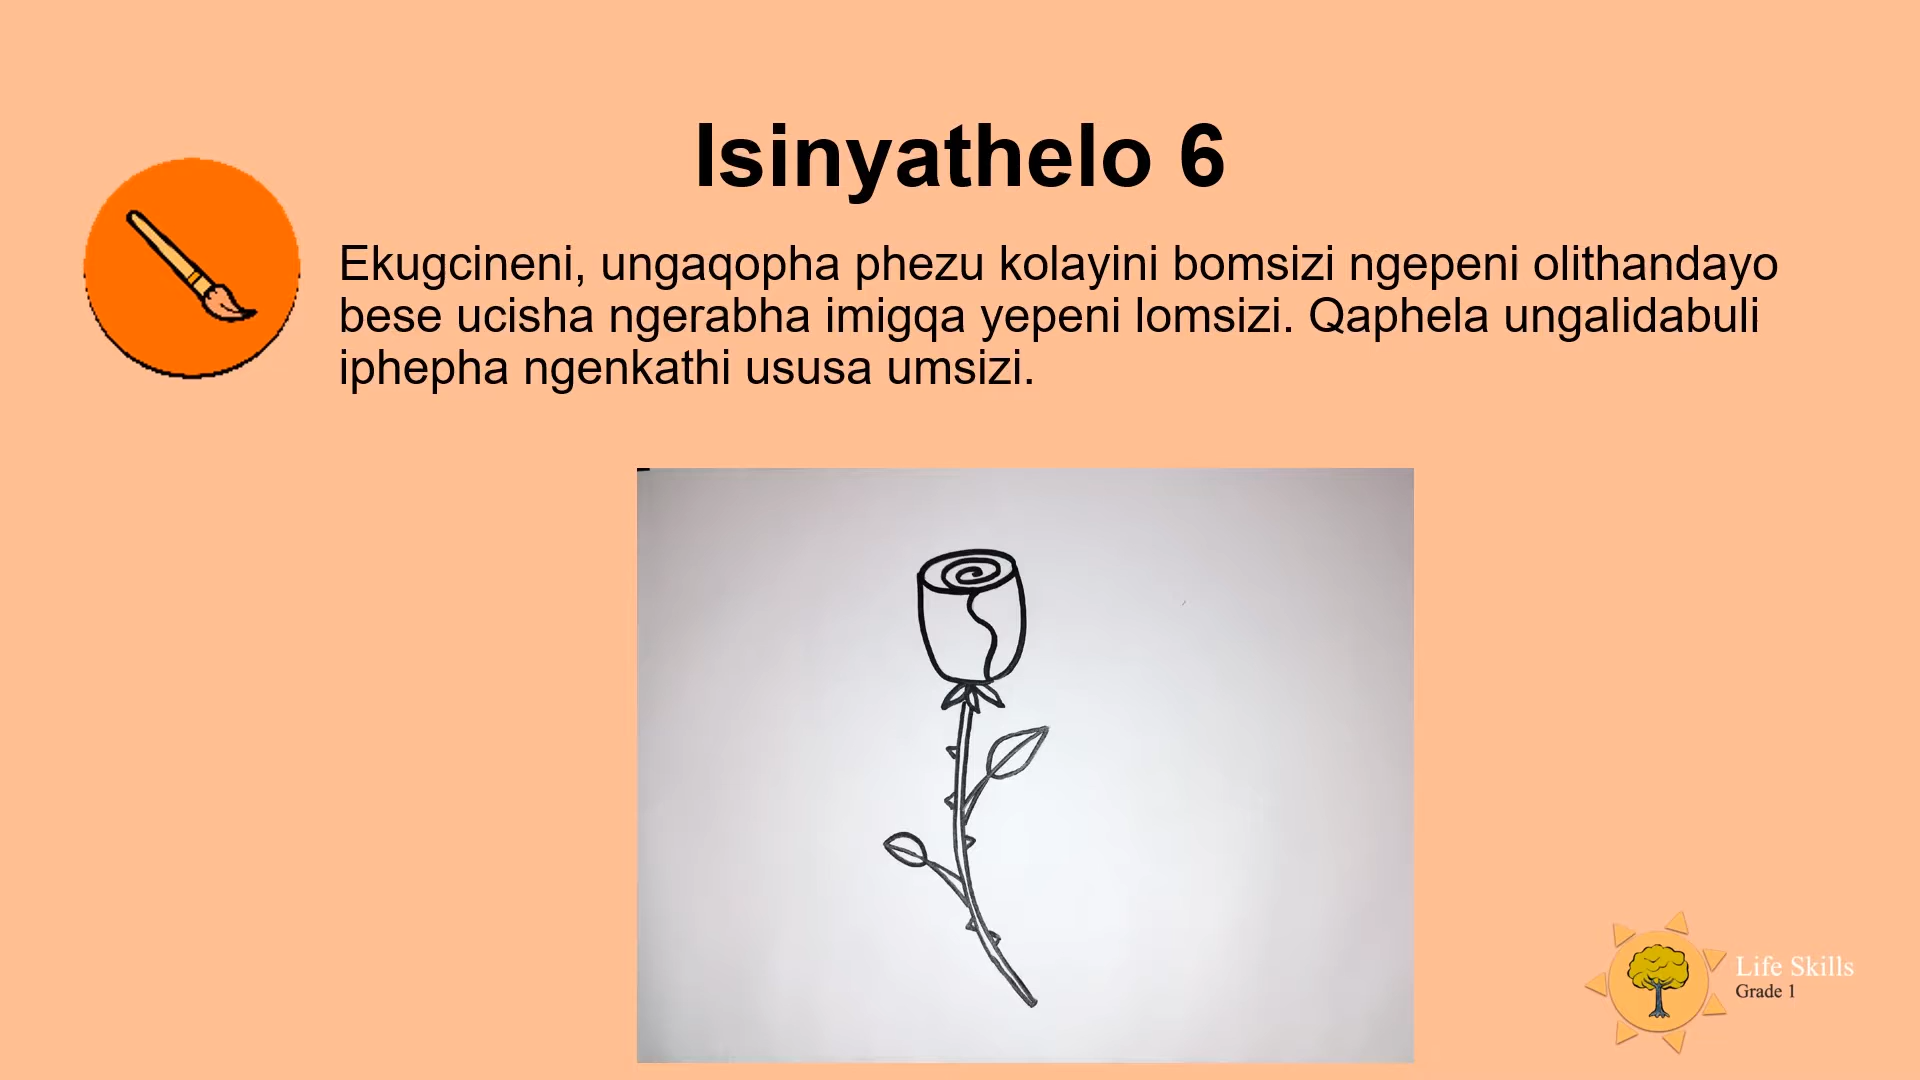 Isinyathelo 6
Ekugcineni, ungaqopha phezu kolayini bomsizi ngepeni olithandayo
bese ucisha ngerabha imigqa yepeni lomsizi. Qaphela ungalidabuli
iphepha ngenkathi ususa umsizi.
Life Skills
Grade 1